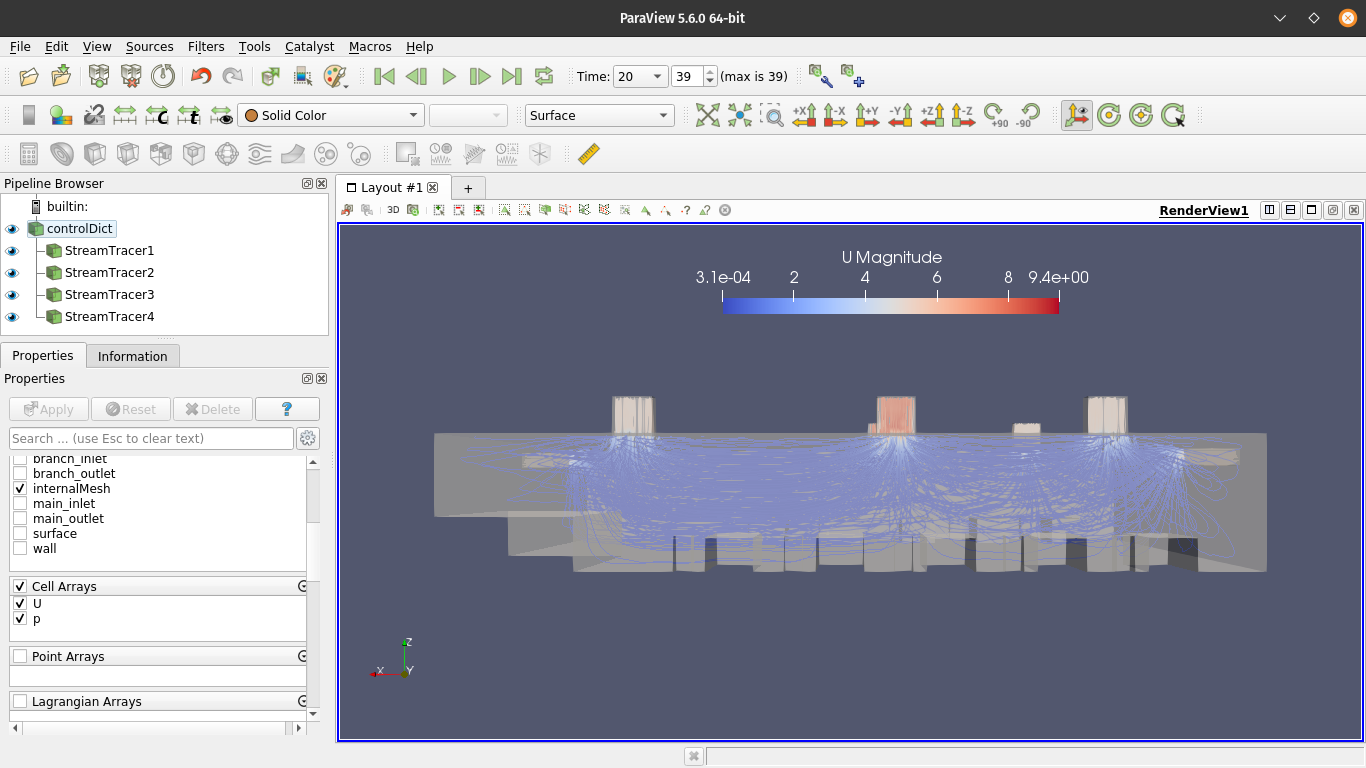 ParaView 5.6.0 64-bit
File Edit View Sources Filters Tools Catalyst Macros Help
Time: 20 39 (max is 39)
Solid Color Surface +X -X +Y -Y +Z -Z +90 -90
Pipeline Browser
builtin:
controlDict
StreamTracer1
StreamTracer2
StreamTracer3
StreamTracer4
Properties Information
Properties
Apply Reset Delete ?
Search ... (use Esc to clear text)
branch_inlet
branch_outlet
internalMesh
main_inlet
main_outlet
surface
wall
Cell Arrays
U
p
Point Arrays
Lagrangian Arrays
Layout #1 +
3D RenderView1
U Magnitude
3.1e-04 2 4 6 8 9.4e+00
Z
X Y